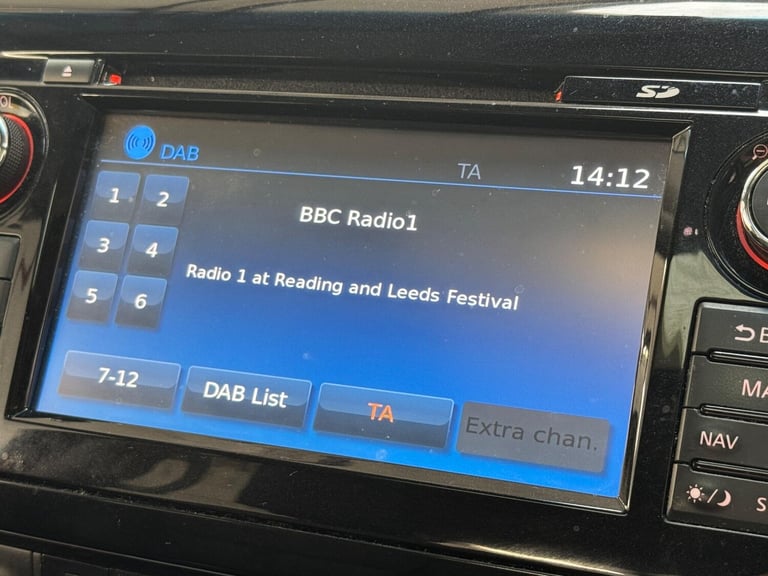 SD
DAB
TA
14:12
1
2
BBC Radio1
3
4
Radio 1 at Reading and Leeds Festival
5
6
7-12
DAB List
TA
Extra chan.
NAV